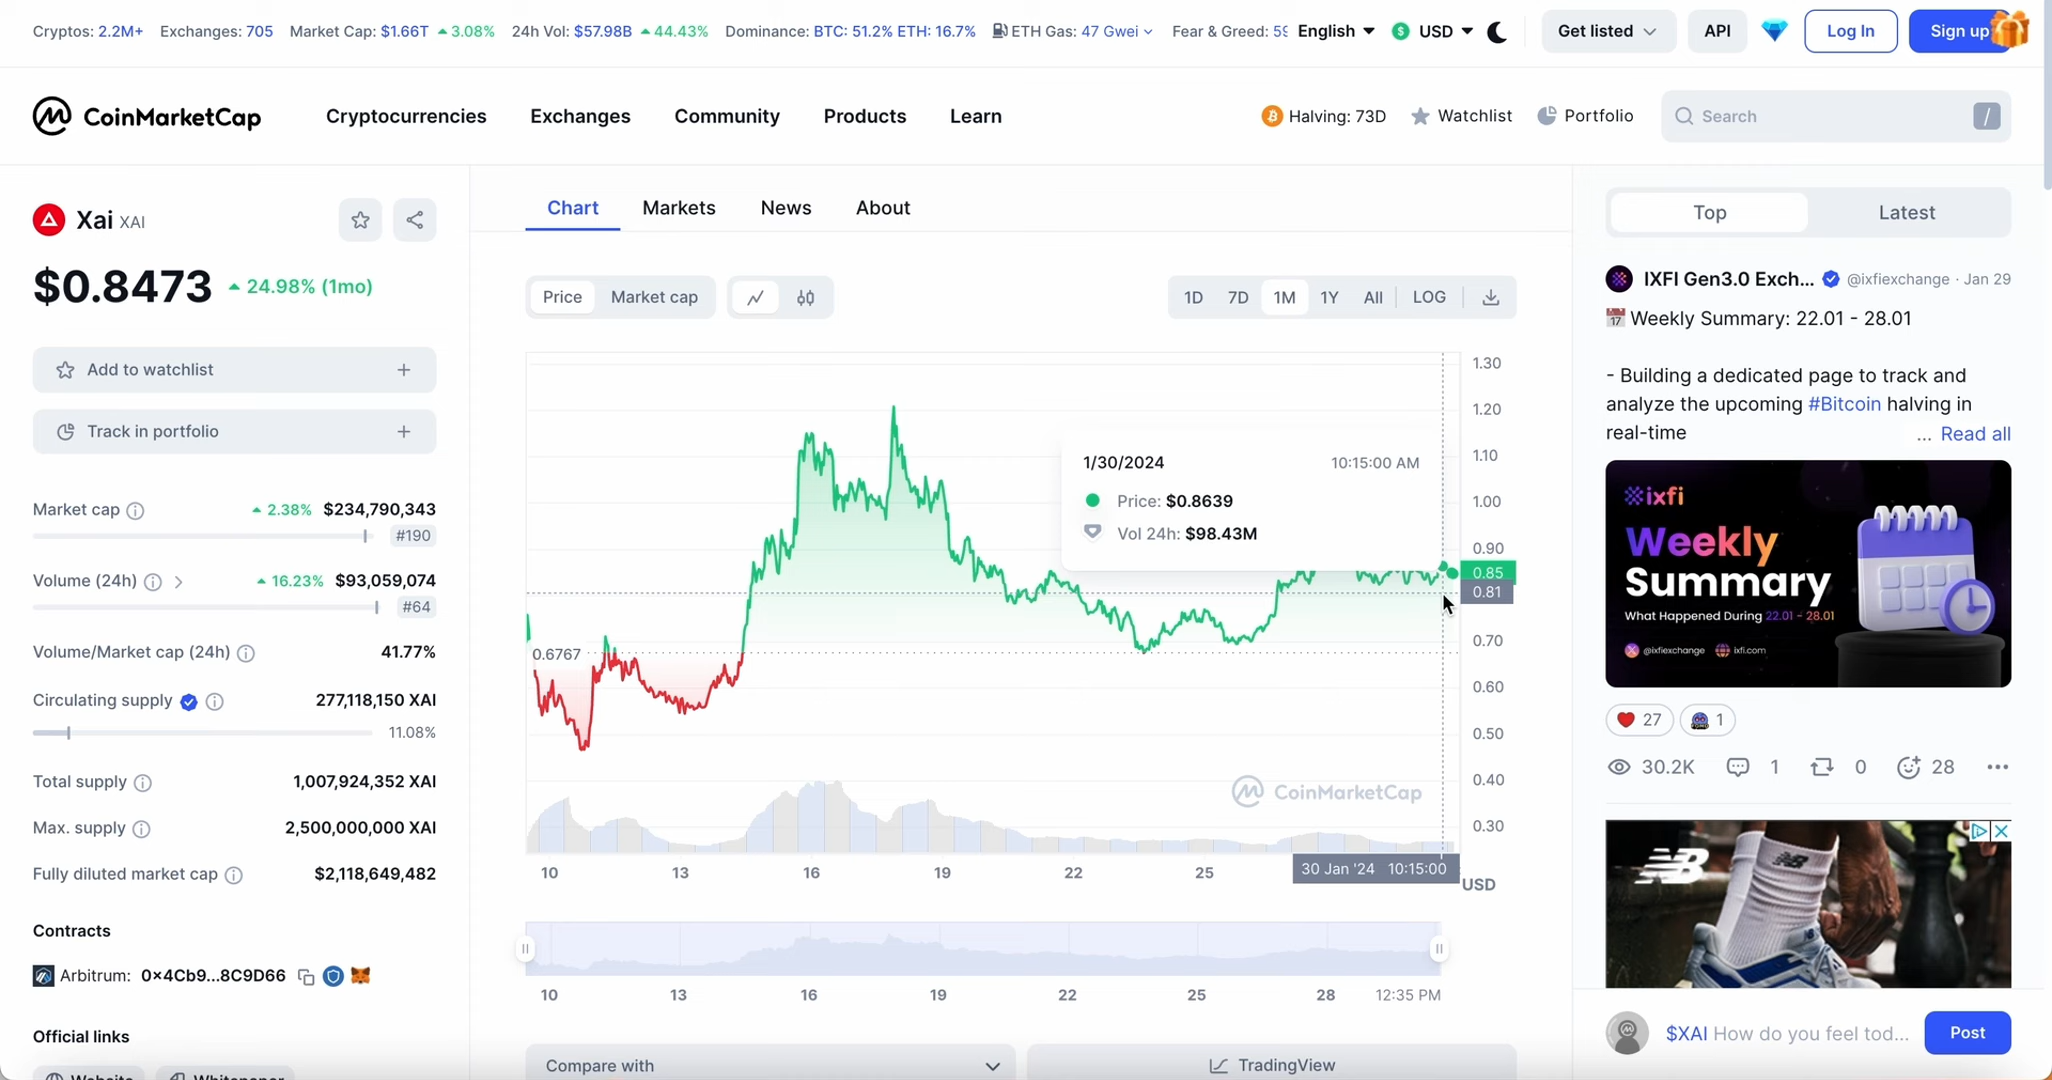 Cryptos: 2.2M+ Exchanges: 705 Market Cap: $1.66T 3.08% 24h Vol: $57.98B 44.43% Dominance: BTC: 51.2% ETH: 16.7% ETH Gas: 47 Gwei Fear & Greed: 59 English USD Get listed API Log In Sign up
CoinMarketCap Cryptocurrencies Exchanges Community Products Learn Halving: 73D Watchlist Portfolio Search /
Xai XAI
$0.8473 24.98% (1mo)
Add to watchlist +
Track in portfolio +
Market cap 2.38% $234,790,343
#190
Volume (24h) 16.23% $93,059,074
#64
Volume/Market cap (24h) 41.77%
Circulating supply 277,118,150 XAI
11.08%
Total supply 1,007,924,352 XAI
Max. supply 2,500,000,000 XAI
Fully diluted market cap $2,118,649,482
Contracts
Arbitrum: 0x4Cb9...8C9D66
Official links
Website Whitepaper
Chart Markets News About
Price Market cap 1D 7D 1M 1Y All LOG
1.30
1.20
1.10
1.00
0.90
0.85
0.81
0.70
0.60
0.50
0.40
0.30
0.6767
1/30/2024 10:15:00 AM
Price: $0.8639
Vol 24h: $98.43M
CoinMarketCap
10 13 16 19 22 25 30 Jan '24 10:15:00
USD
10 13 16 19 22 25 28 12:35 PM
Compare with TradingView
Top Latest
IXFI Gen3.0 Exch... @ixfiexchange · Jan 29
17 Weekly Summary: 22.01 - 28.01
- Building a dedicated page to track and
analyze the upcoming #Bitcoin halving in
real-time ... Read all
ixfi
Weekly
Summary
What Happened During 22.01 - 28.01
@ixfiexchange ixfi.com
27 1
30.2K 1 0 28
$XAI How do you feel tod... Post